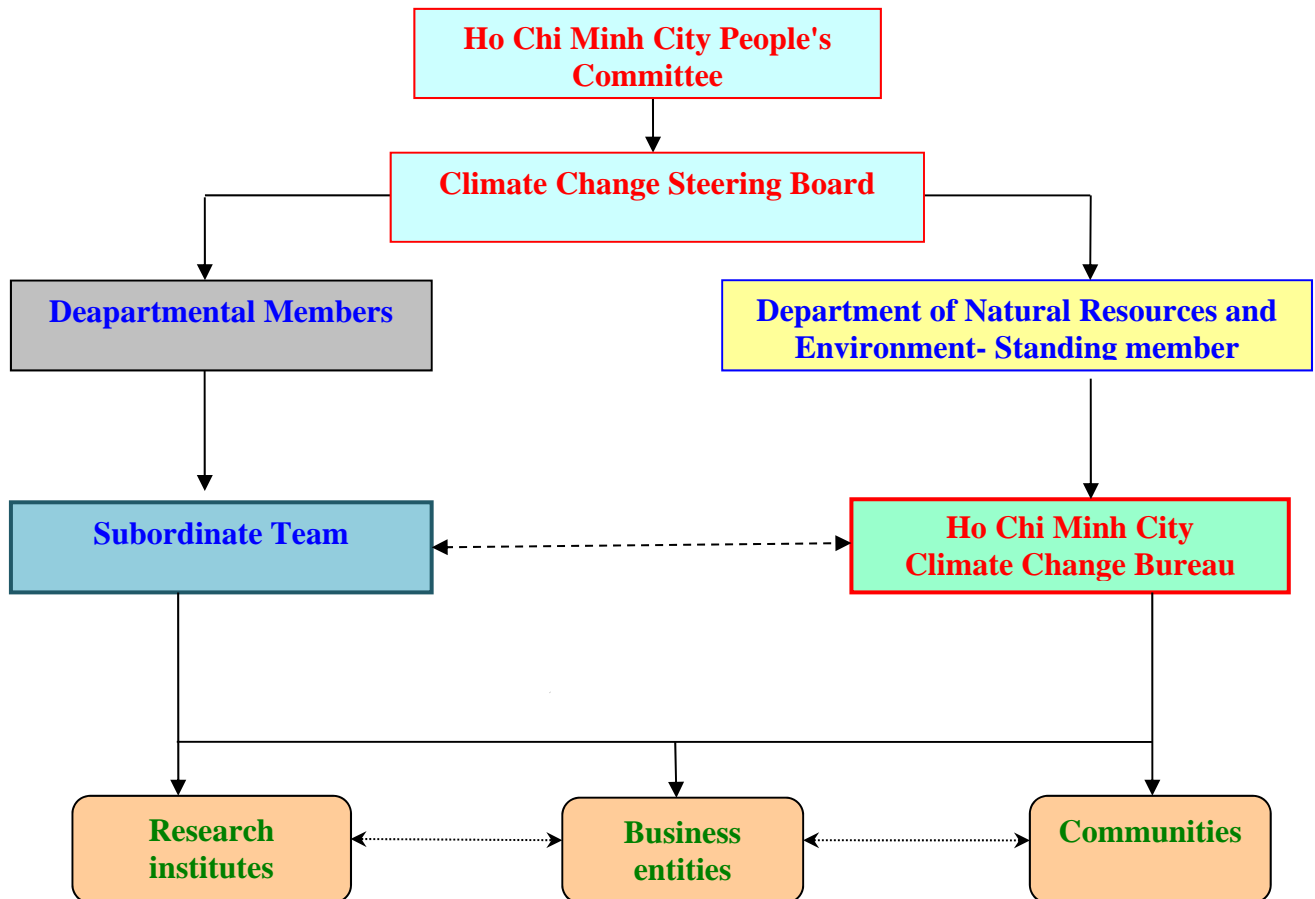 Ho Chi Minh City People's
Committee
Climate Change Steering Board
Deapartmental Members
Department of Natural Resources and
Environment- Standing member
Subordinate Team
Ho Chi Minh City
Climate Change Bureau
Research
institutes
Business
entities
Communities